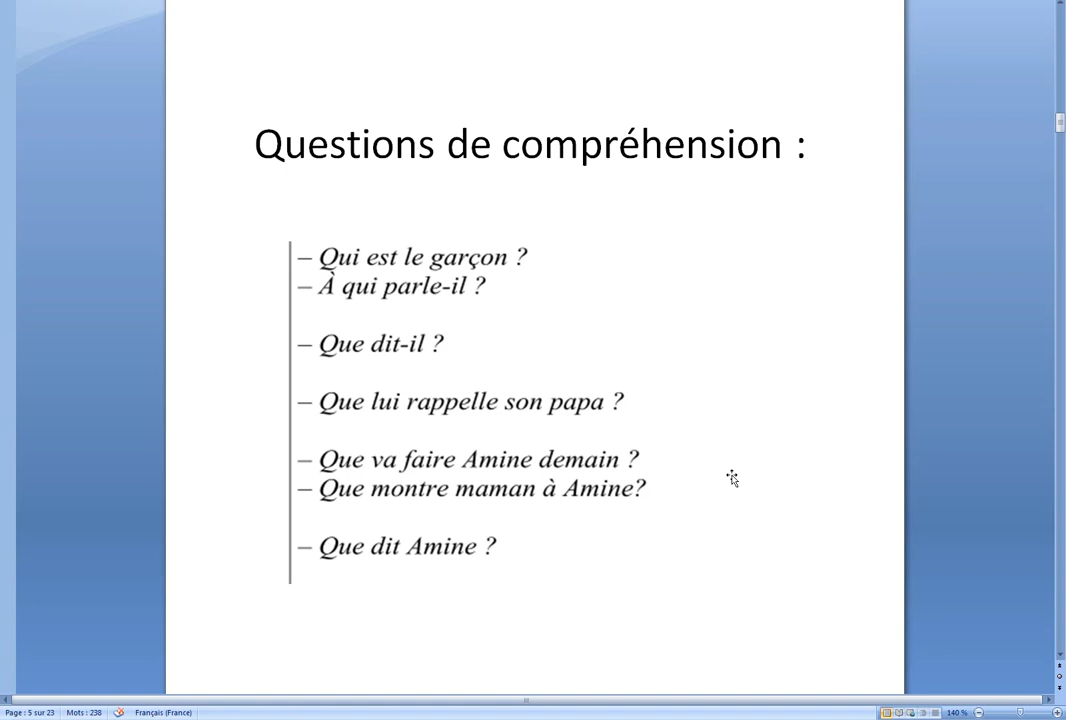 Questions de compréhension :
– Qui est le garçon ?
– À qui parle-il ?
– Que dit-il ?
– Que lui rappelle son papa ?
– Que va faire Amine demain ?
– Que montre maman à Amine?
– Que dit Amine ?
Page : 5 sur 23 Mots : 238 Français (France) 140 %